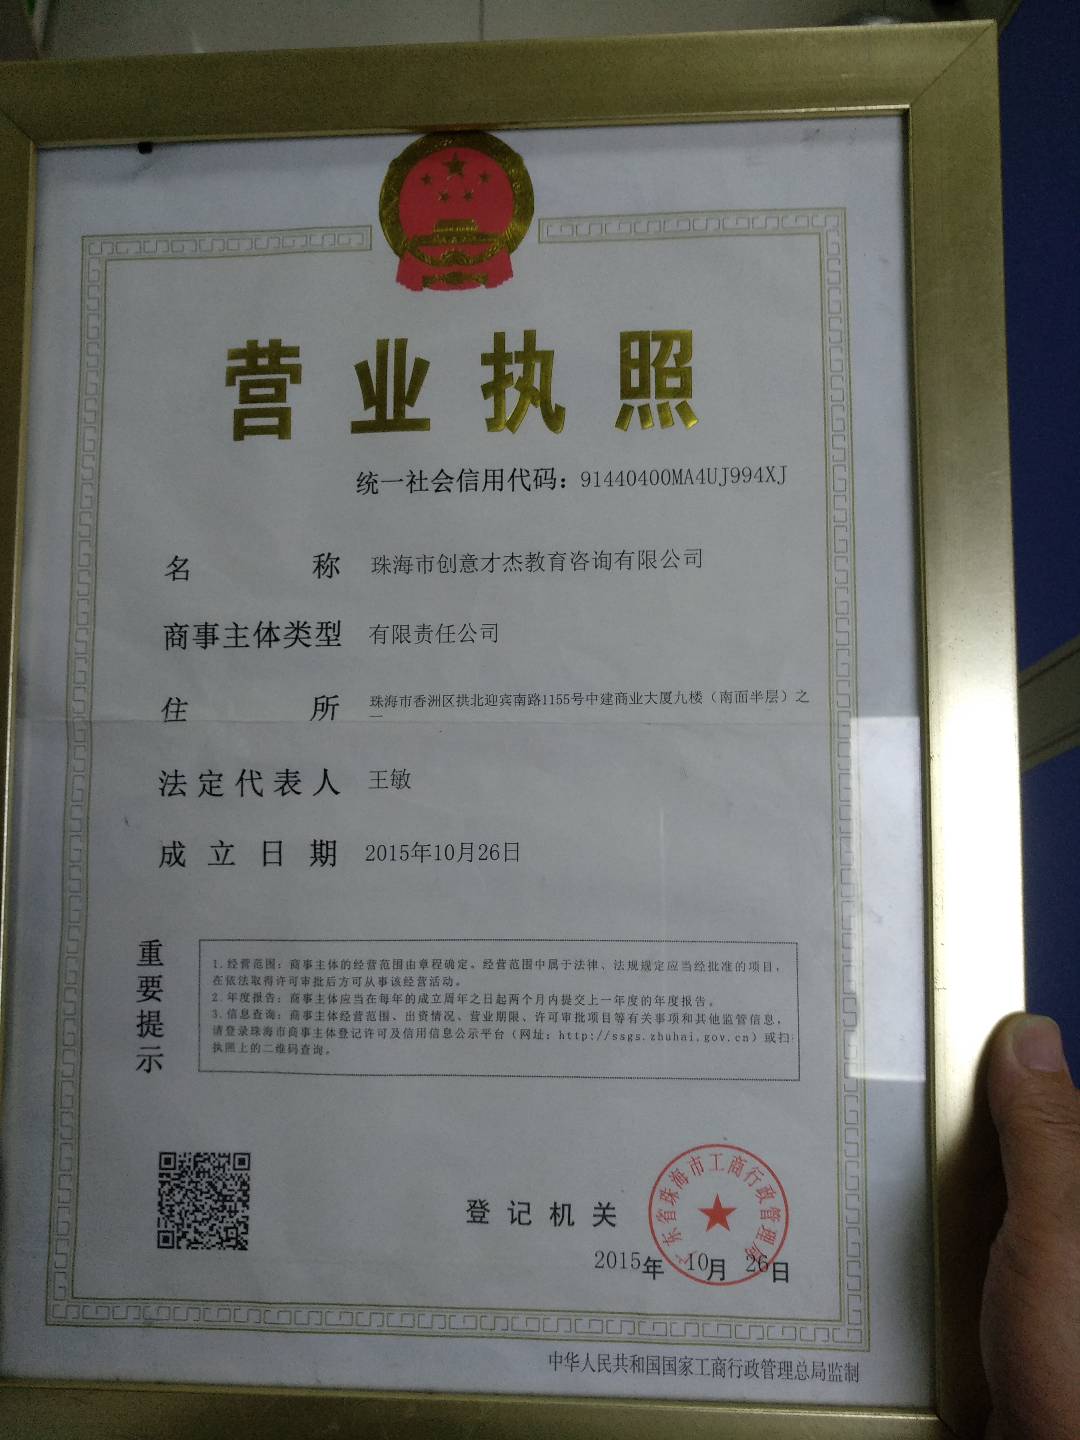 营业执照
统一社会信用代码：91440400MA4UJ994XJ
名称 珠海市创意才杰教育咨询有限公司
商事主体类型 有限责任公司
住所 珠海市香洲区拱北迎宾南路1155号中建商业大厦九楼（南面半层）之
一
法定代表人 王敏
成立日期 2015年10月26日
重要提示
1.经营范围：商事主体的经营范围由章程确定。经营范围中属于法律、法规规定应当经批准的项目，
在依法取得许可审批后方可从事该经营活动。
2.年度报告：商事主体应当在每年的成立周年之日起两个月内提交上一年度的年度报告。
3.信息查询：商事主体经营范围、出资情况、营业期限、许可审批项目等有关事项和其他监管信息，
请登录珠海市商事主体登记许可及信用信息公示平台（网址：http://ssgs.zhuhai.gov.cn）或扫
执照上的二维码查询。
登记机关
广东省珠海市工商行政管理局
2015年10月26日
中华人民共和国国家工商行政管理总局监制